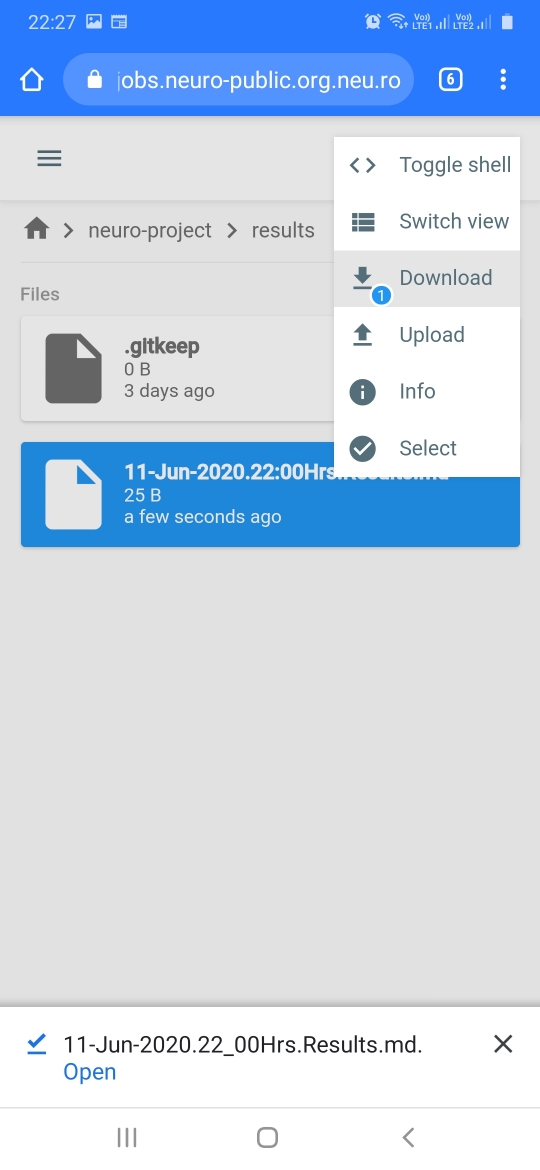 22:27
Vo)) LTE1 Vo)) LTE2
jobs.neuro-public.org.neu.ro
6
Toggle shell
Switch view
Download
1
Upload
Info
Select
neuro-project
results
Files
.gitkeep
0 B
3 days ago
11-Jun-2020.22:00Hrs.Results.md
25 B
a few seconds ago
11-Jun-2020.22_00Hrs.Results.md.
Open